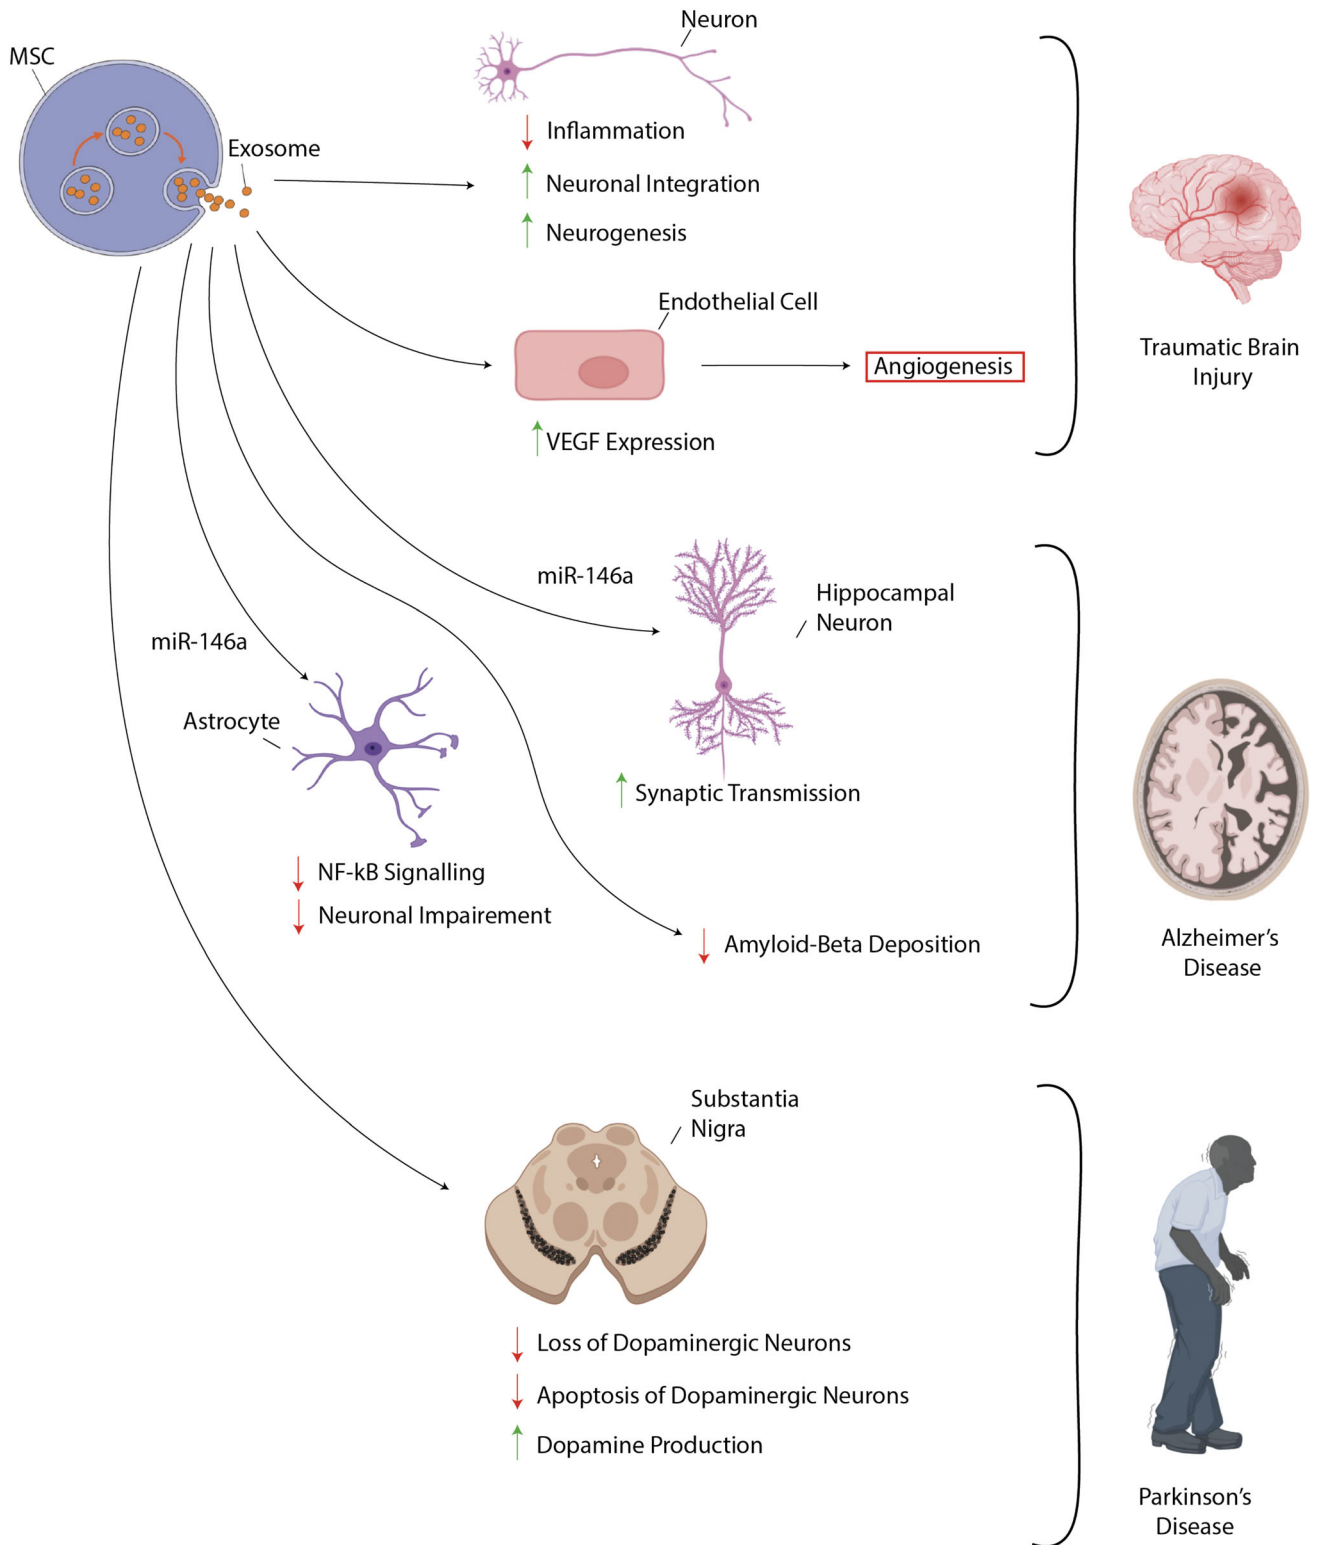 MSC
Exosome
Neuron
Inflammation
Neuronal Integration
Neurogenesis
Endothelial Cell
Angiogenesis
VEGF Expression
Traumatic Brain
Injury
miR-146a
Hippocampal
Neuron
Synaptic Transmission
miR-146a
Astrocyte
NF-kB Signalling
Neuronal Impairement
Amyloid-Beta Deposition
Alzheimer's
Disease
Substantia
Nigra
Loss of Dopaminergic Neurons
Apoptosis of Dopaminergic Neurons
Dopamine Production
Parkinson's
Disease